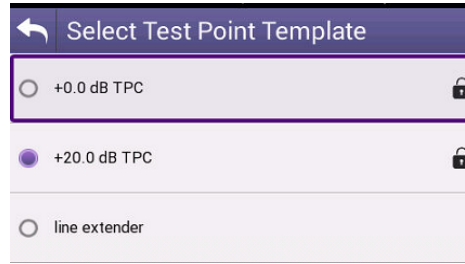 Select Test Point Template
+0.0 dB TPC
+20.0 dB TPC
line extender